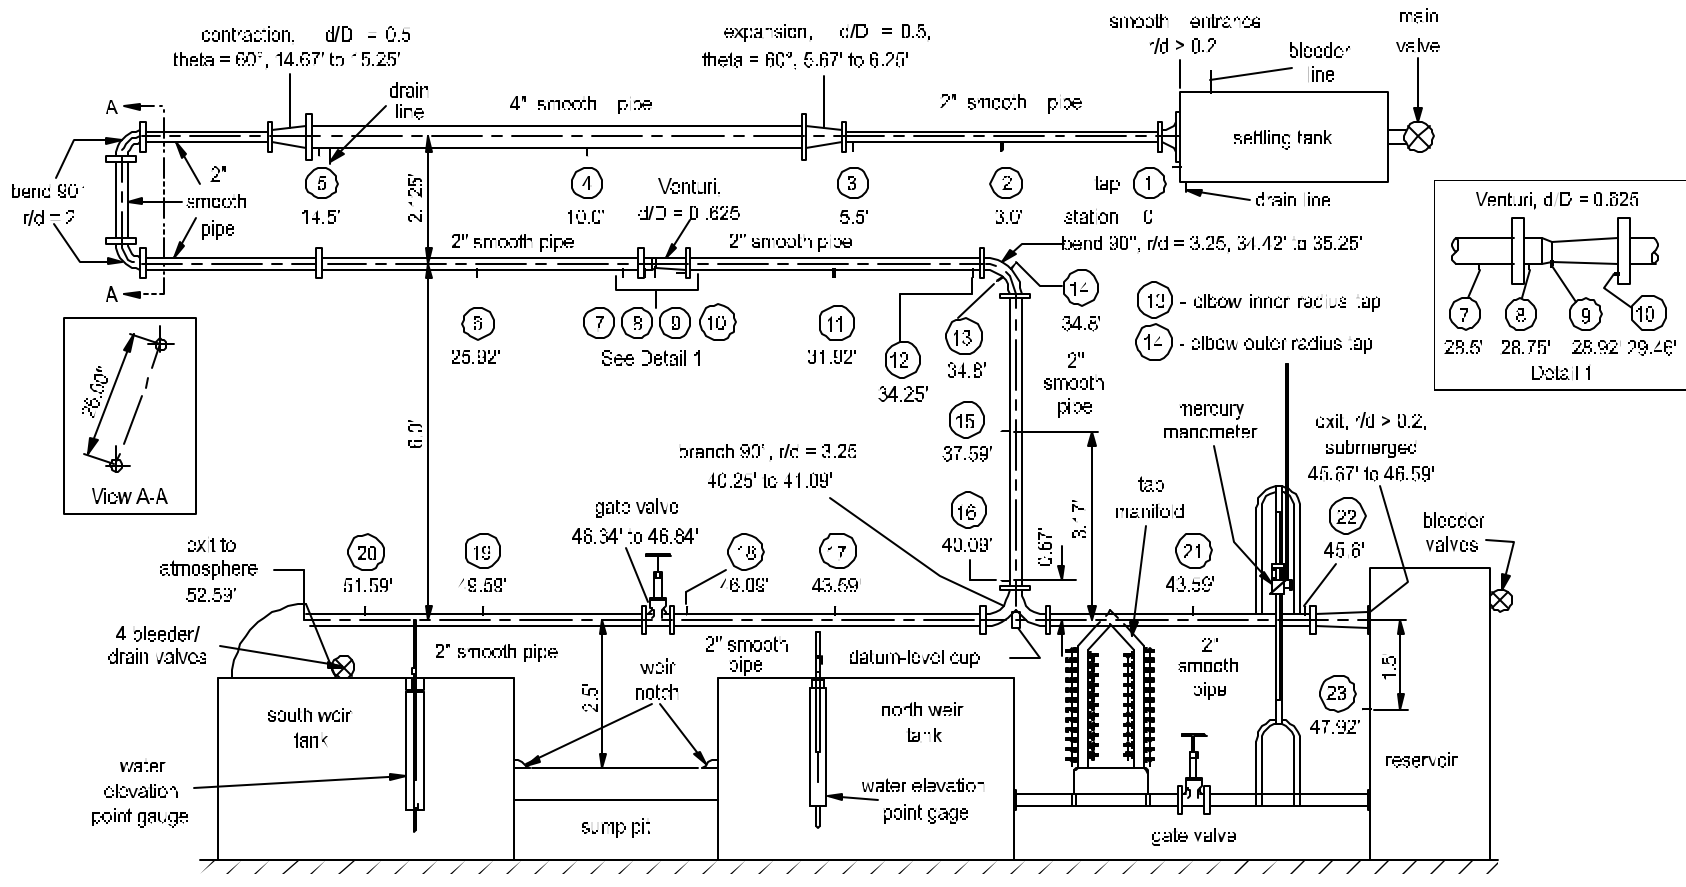 contraction, d/D = 0.5
theta = 60°, 14.67' to 15.25'
expansion, d/D = 0.5,
theta = 60°, 5.67' to 6.25'
smooth entrance
r/d > 0.2
main
valve
bleeder
line
drain
line
4" smooth pipe
2" smooth pipe
settling tank
A
bend 90°
r/d = 2
2"
smooth
pipe
5
14.5'
4
10.0'
3
5.5'
2
3.0'
tap 1
station 0
drain line
2.125'
Venturi,
d/D = 0.625
2" smooth pipe
2" smooth pipe
bend 90°, r/d = 3.25, 34.42' to 35.25'
A
Venturi, d/D = 0.625
7
8
9
10
28.5'
28.75'
28.92'
29.46'
Detail 1
26.00"
View A-A
6
25.92'
7
8
9
10
See Detail 1
11
31.92'
12
34.25'
13
34.8'
14
34.8'
13 - elbow inner radius tap
14 - elbow outer radius tap
2"
smooth
pipe
6.0'
15
37.59'
16
40.09'
3.17'
0.67'
branch 90°, r/d = 3.25
40.25' to 41.09'
tap
manifold
mercury
manometer
exit, r/d > 0.2,
submerged
45.67' to 46.59'
gate valve
46.34' to 46.84'
exit to
atmosphere
52.59'
20
51.59'
19
49.59'
18
46.09'
17
43.59'
21
43.59'
22
45.6'
bleeder
valves
4 bleeder/
drain valves
2" smooth pipe
2" smooth
pipe
datum-level cup
2"
smooth
pipe
weir
notch
2.5'
1.5'
23
47.92'
south weir
tank
north weir
tank
reservoir
water
elevation
point gauge
water elevation
point gage
sump pit
gate valve